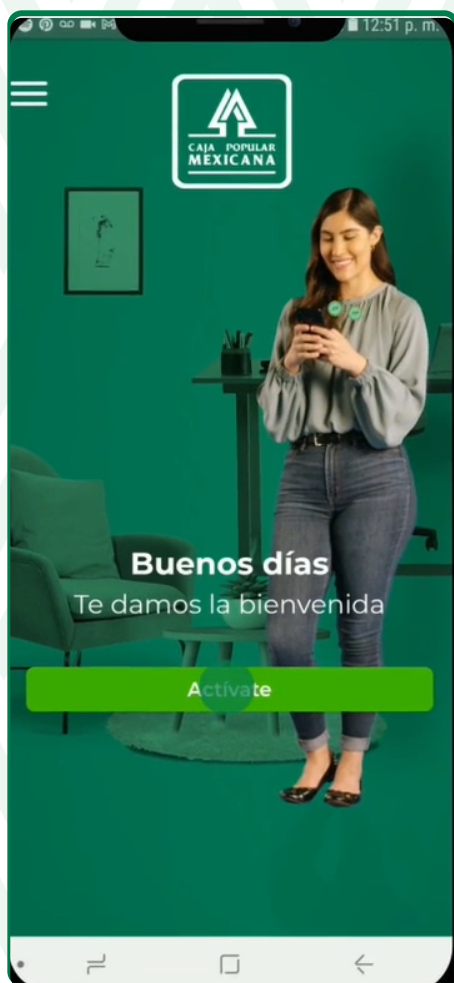 12:51 p. m.
CAJA POPULAR
MEXICANA
Buenos días
Te damos la bienvenida
Actívate